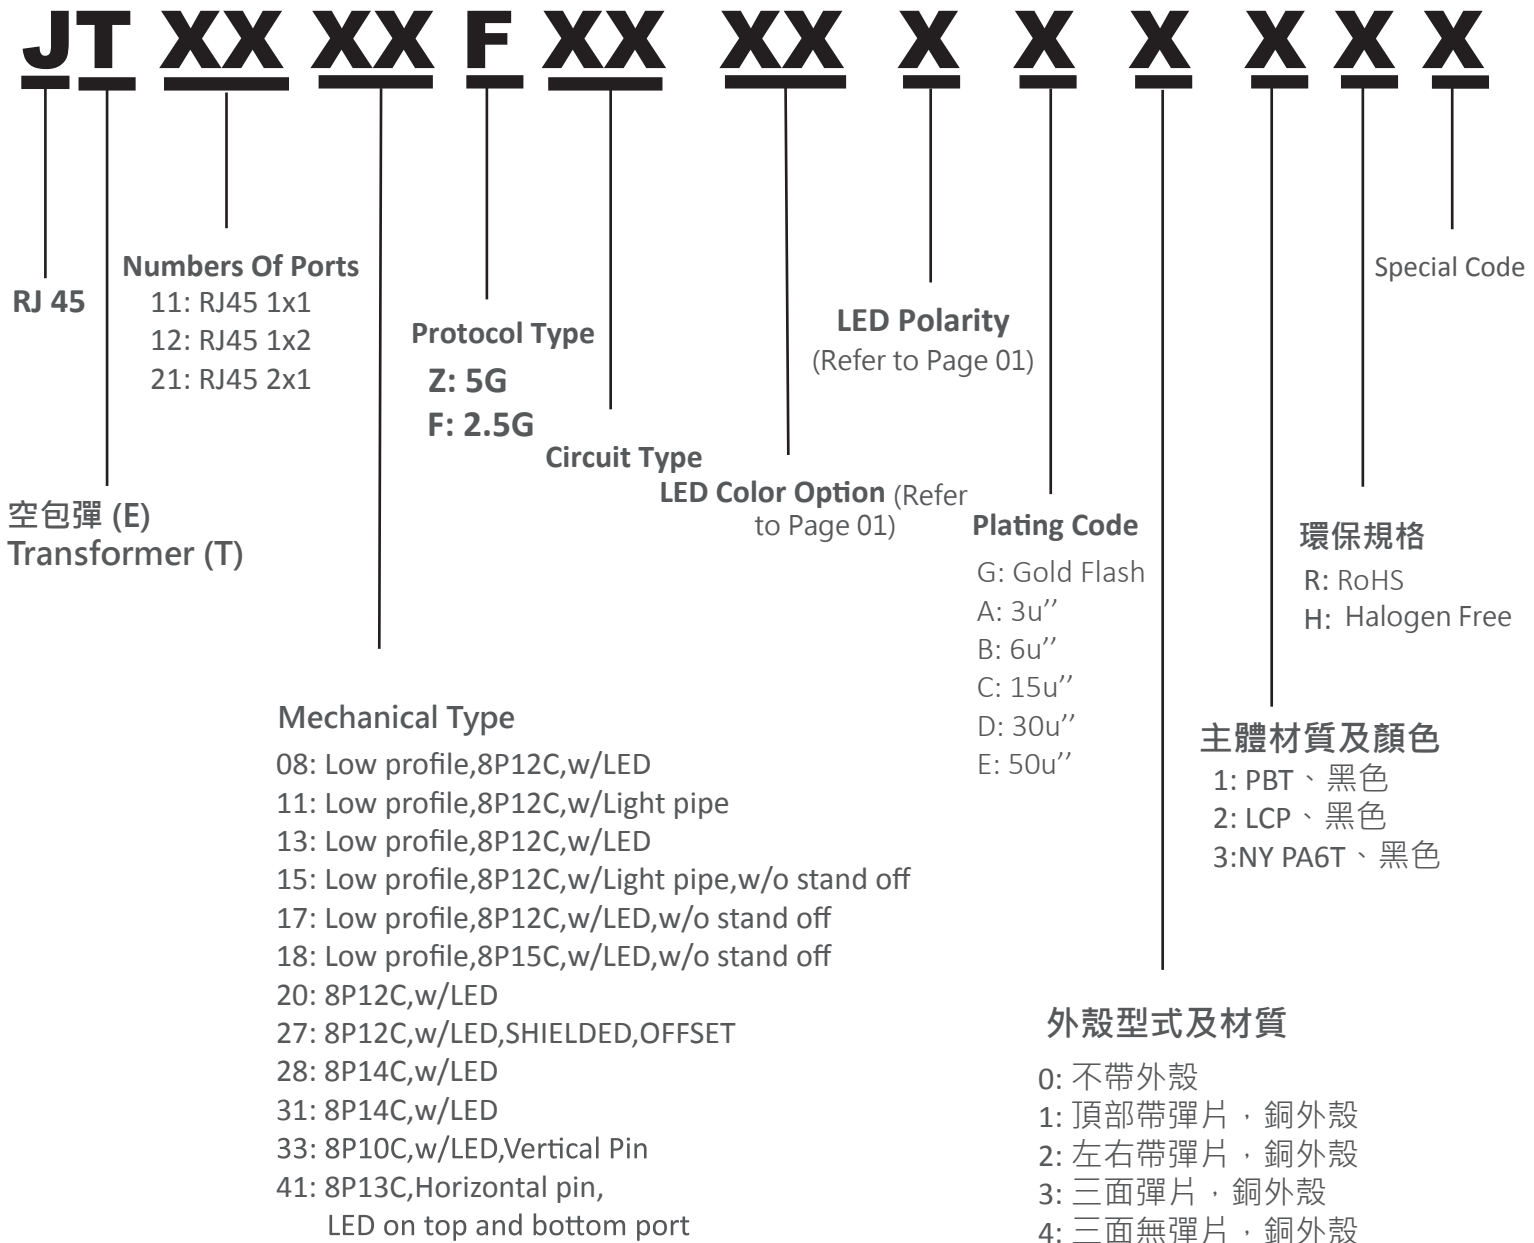 JT XX XX F XX XX X X X X X X
RJ 45
Numbers Of Ports
11: RJ45 1x1
12: RJ45 1x2
21: RJ45 2x1
空包彈 (E)
Transformer (T)
Protocol Type
Z: 5G
F: 2.5G
Circuit Type
LED Color Option (Refer
to Page 01)
LED Polarity
(Refer to Page 01)
Plating Code
G: Gold Flash
A: 3u''
B: 6u''
C: 15u''
D: 30u''
E: 50u''
Special Code
環保規格
R: RoHS
H: Halogen Free
主體材質及顏色
1: PBT、黑色
2: LCP、黑色
3:NY PA6T、黑色
Mechanical Type
08: Low profile,8P12C,w/LED
11: Low profile,8P12C,w/Light pipe
13: Low profile,8P12C,w/LED
15: Low profile,8P12C,w/Light pipe,w/o stand off
17: Low profile,8P12C,w/LED,w/o stand off
18: Low profile,8P15C,w/LED,w/o stand off
20: 8P12C,w/LED
27: 8P12C,w/LED,SHIELDED,OFFSET
28: 8P14C,w/LED
31: 8P14C,w/LED
33: 8P10C,w/LED,Vertical Pin
41: 8P13C,Horizontal pin,
LED on top and bottom port
外殼型式及材質
0: 不帶外殼
1: 頂部帶彈片，銅外殼
2: 左右帶彈片，銅外殼
3: 三面彈片，銅外殼
4: 三面無彈片，銅外殼